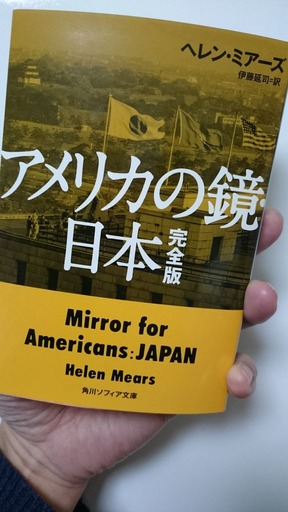 ヘレン・ミアーズ
伊藤延司=訳
アメリカの鏡・
日本 完全版
Mirror for
Americans:JAPAN
Helen Mears
角川ソフィア文庫